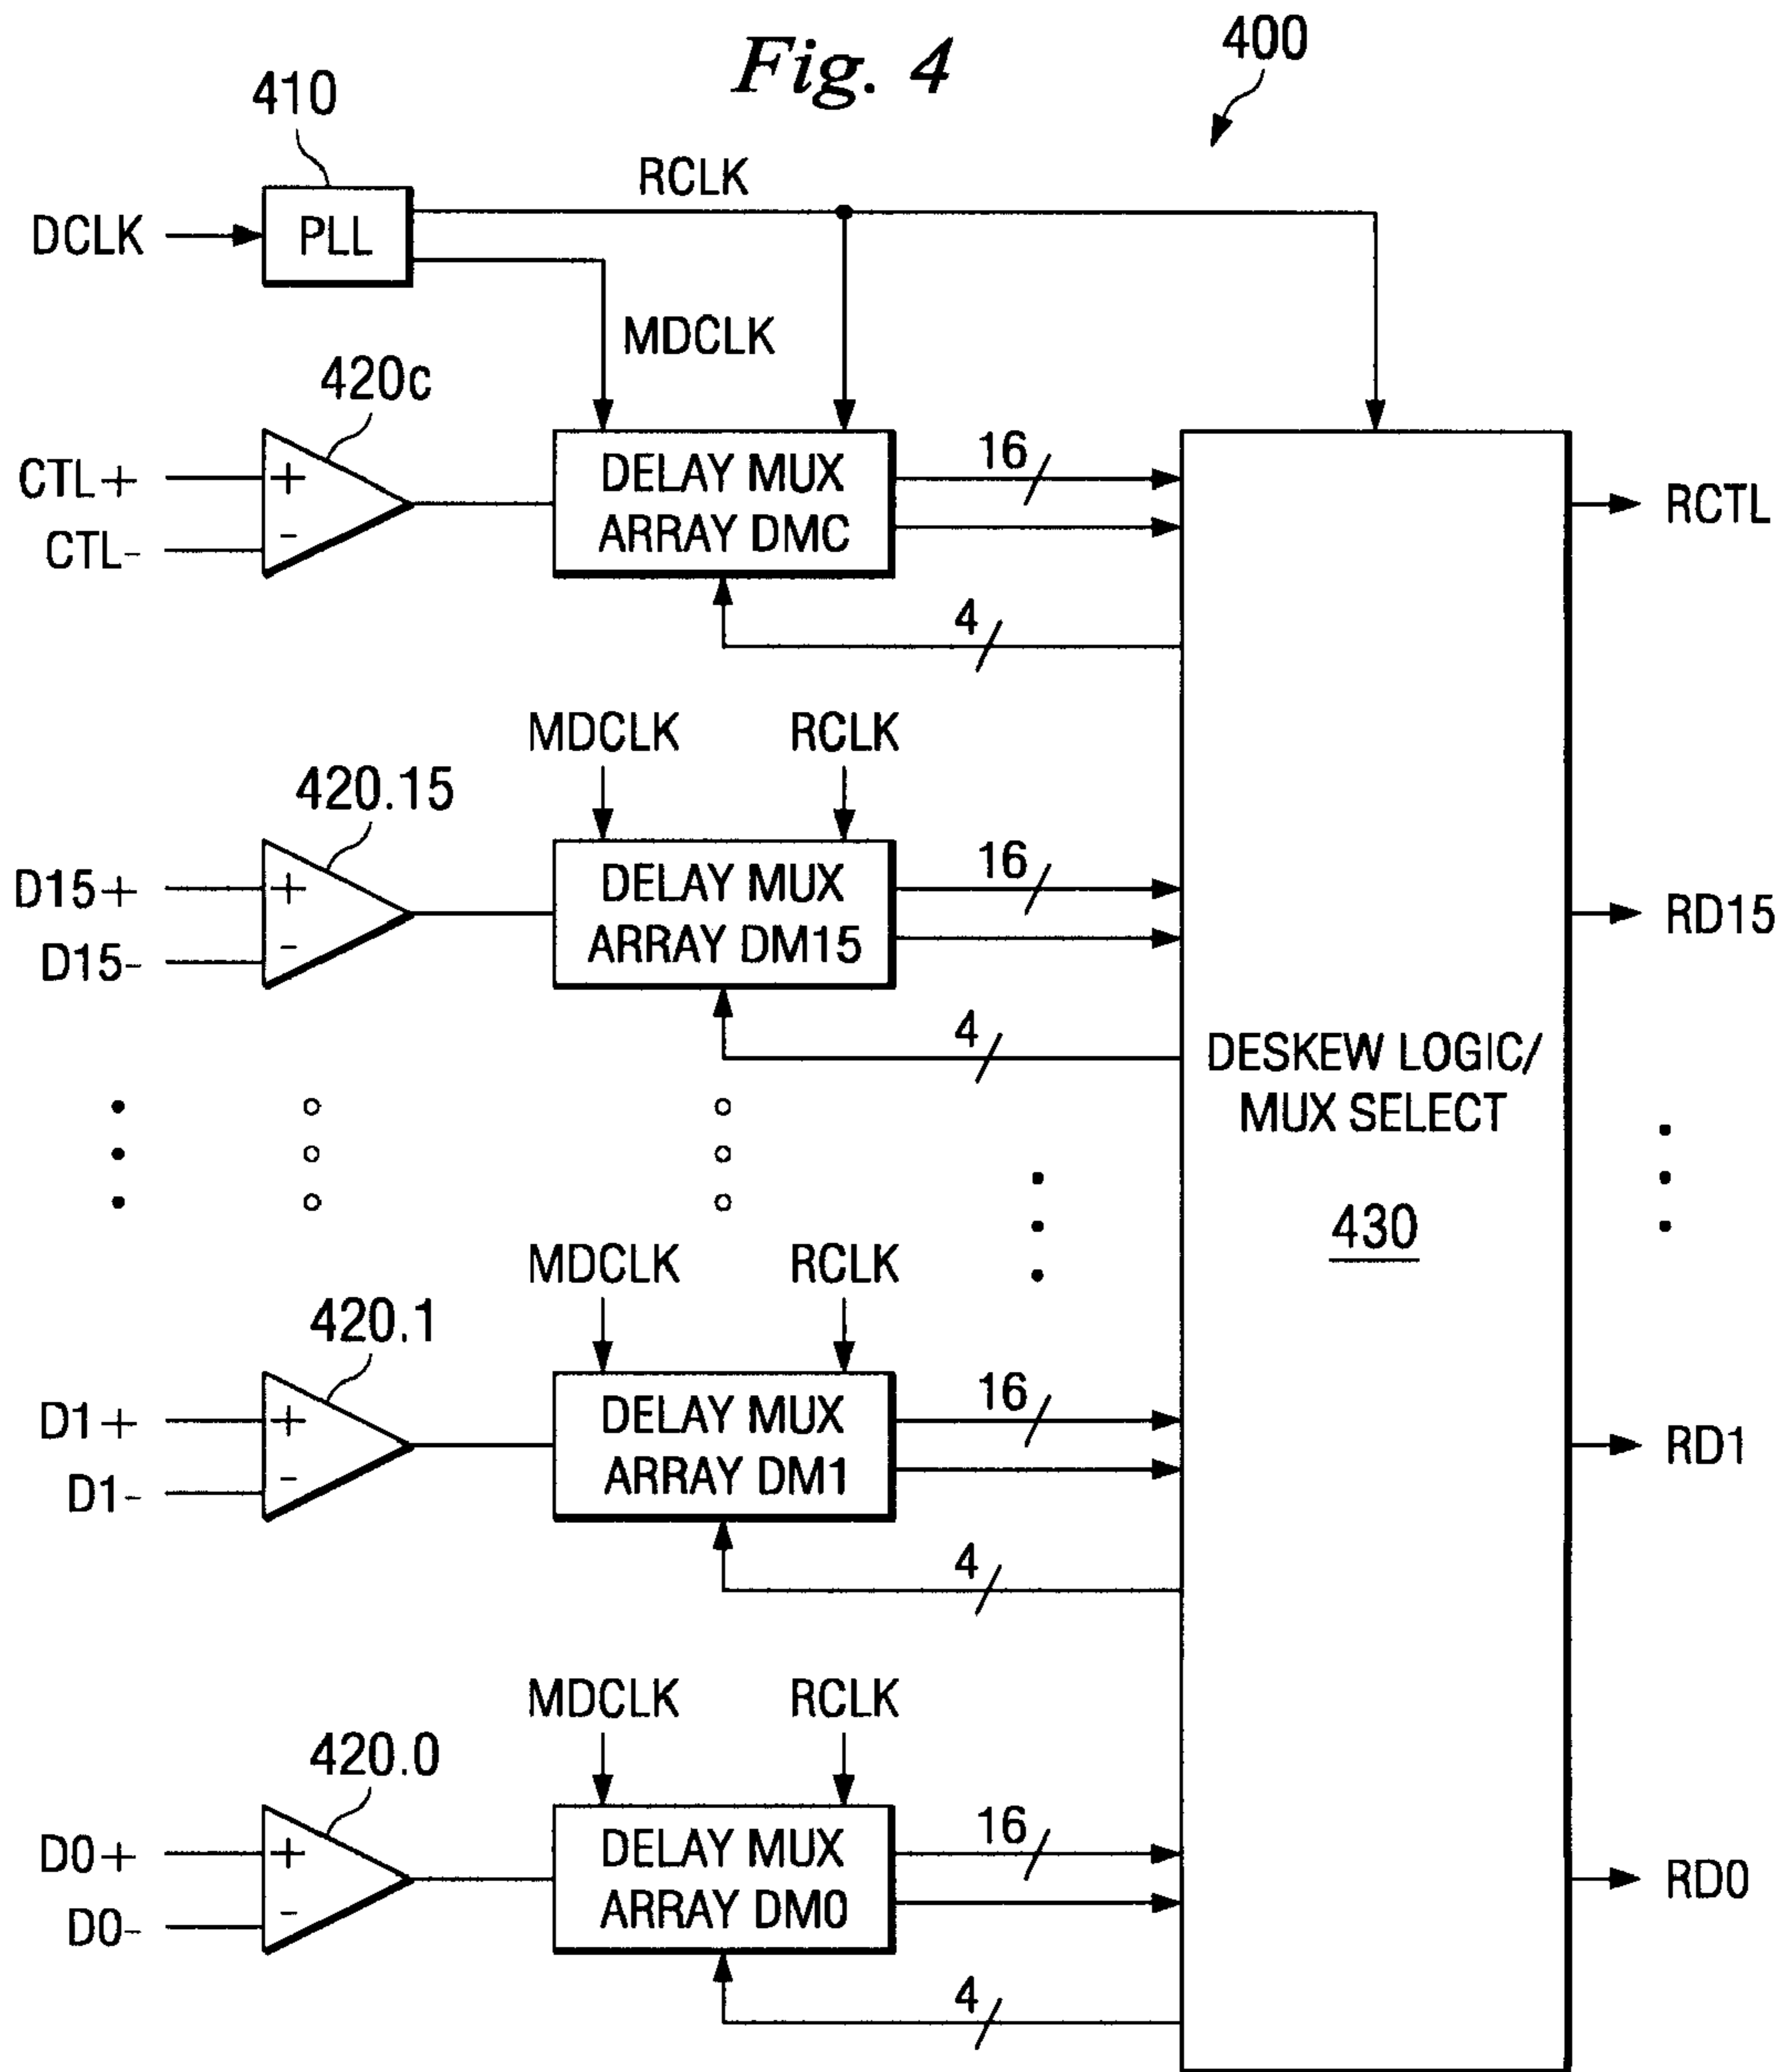 Fig. 4
400
410
RCLK
DCLK
PLL
MDCLK
420c
CTL+
CTL-
+
-
DELAY MUX
ARRAY DMC
16
4
RCTL
MDCLK
RCLK
420.15
D15+
D15-
+
-
DELAY MUX
ARRAY DM15
16
4
RD15
DESKEW LOGIC/
MUX SELECT
430
MDCLK
RCLK
420.1
D1+
D1-
+
-
DELAY MUX
ARRAY DM1
16
4
RD1
MDCLK
RCLK
420.0
D0+
D0-
+
-
DELAY MUX
ARRAY DM0
16
4
RD0